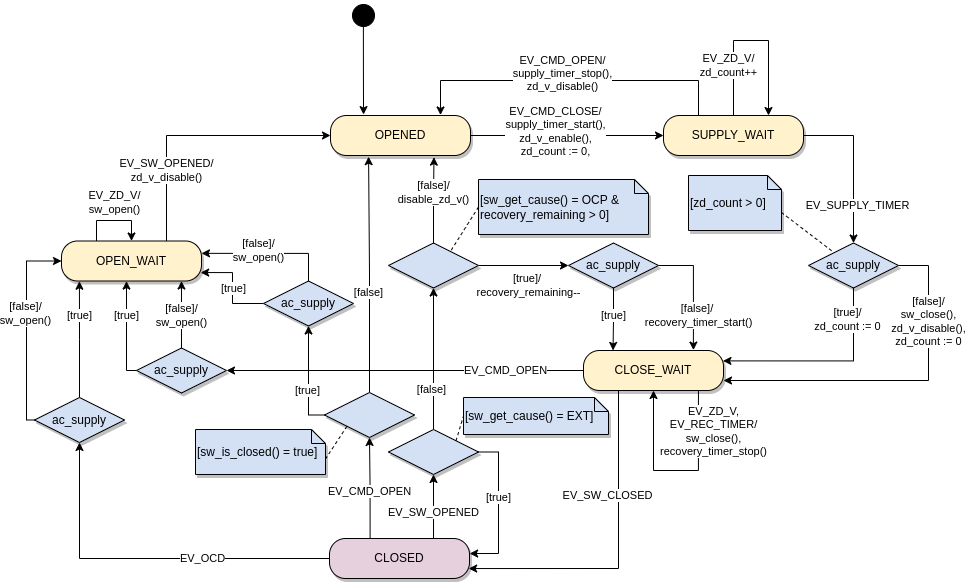 EV_CMD_OPEN/
supply_timer_stop(),
zd_v_disable()
EV_ZD_V/
zd_count++
OPENED
EV_CMD_CLOSE/
supply_timer_start(),
zd_v_enable(),
zd_count := 0,
SUPPLY_WAIT
EV_SW_OPENED/
zd_v_disable()
EV_ZD_V/
sw_open()
[false]/
disable_zd_v()
[sw_get_cause() = OCP &
recovery_remaining > 0]
[zd_count > 0]
EV_SUPPLY_TIMER
OPEN_WAIT
[false]/
sw_open()
[true]
ac_supply
[false]
[true]/
recovery_remaining--
ac_supply
ac_supply
[false]/
sw_open()
[true]
[true]
[false]/
sw_open()
[true]
[false]/
recovery_timer_start()
[true]/
zd_count := 0
[false]/
sw_close(),
zd_v_disable(),
zd_count := 0
ac_supply
EV_CMD_OPEN
CLOSE_WAIT
[true]
[false]
ac_supply
[sw_is_closed() = true]
[sw_get_cause() = EXT]
EV_ZD_V,
EV_REC_TIMER/
sw_close(),
recovery_timer_stop()
EV_CMD_OPEN
EV_SW_OPENED
[true]
EV_SW_CLOSED
EV_OCD
CLOSED